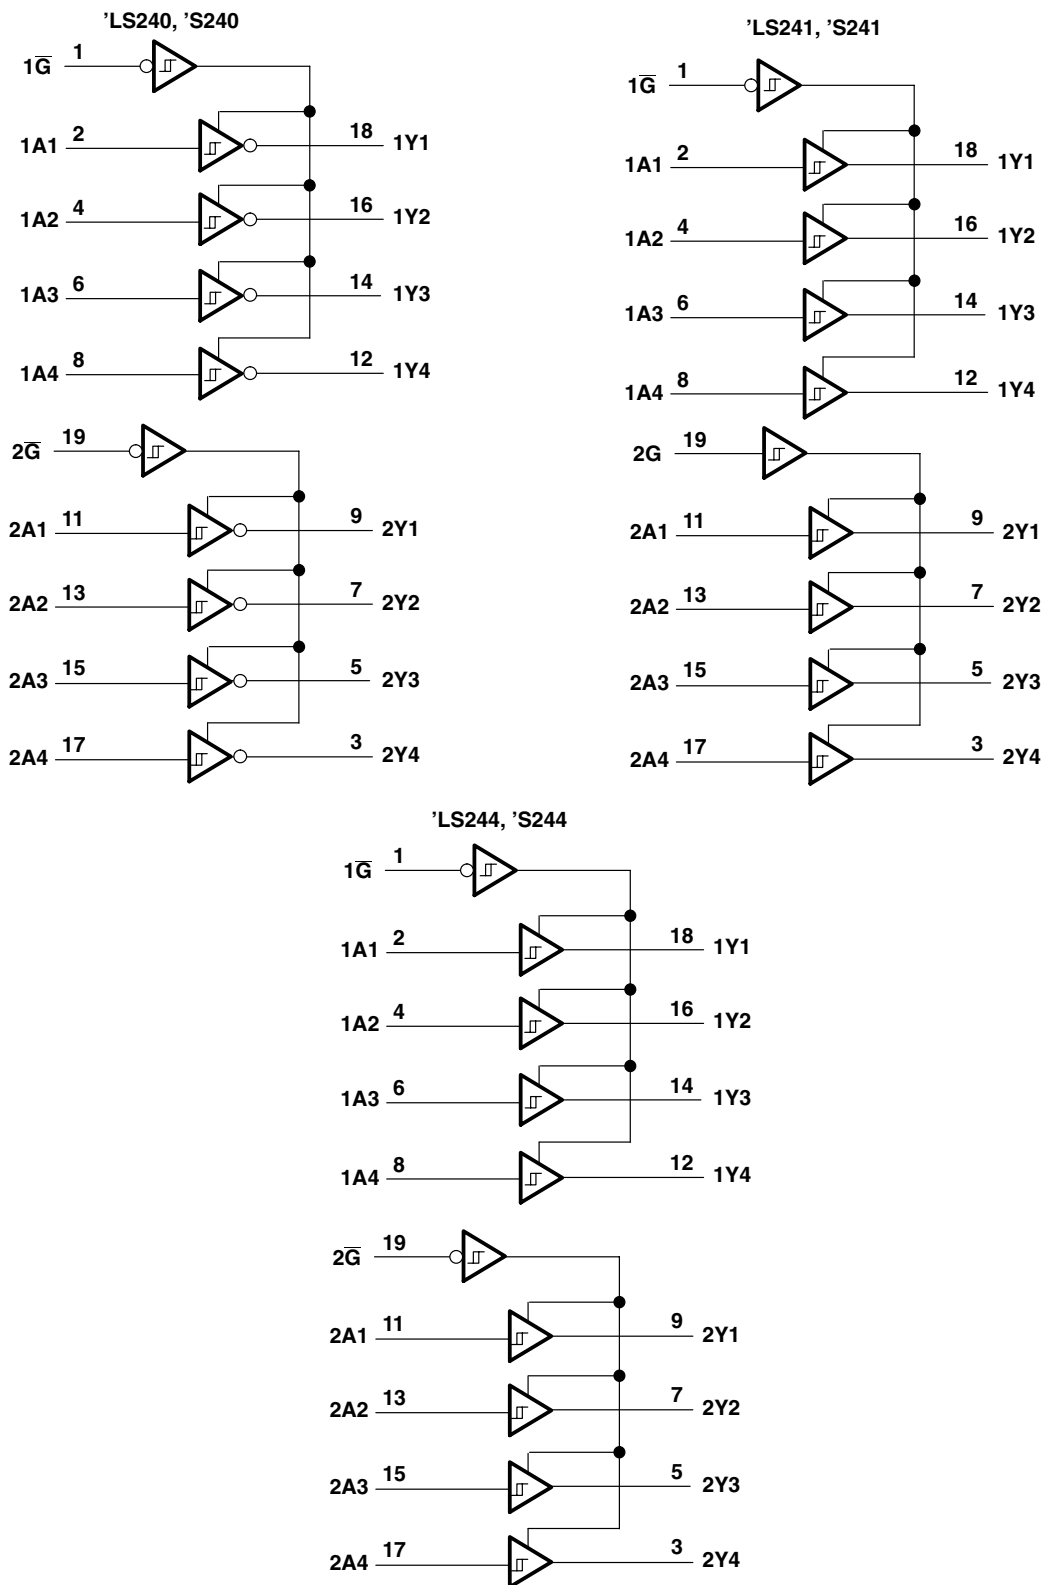 ’LS240, ’S240
1G̅ 1
1A1 2 18 1Y1
1A2 4 16 1Y2
1A3 6 14 1Y3
1A4 8 12 1Y4
2G̅ 19
2A1 11 9 2Y1
2A2 13 7 2Y2
2A3 15 5 2Y3
2A4 17 3 2Y4
’LS241, ’S241
1G̅ 1
1A1 2 18 1Y1
1A2 4 16 1Y2
1A3 6 14 1Y3
1A4 8 12 1Y4
2G 19
2A1 11 9 2Y1
2A2 13 7 2Y2
2A3 15 5 2Y3
2A4 17 3 2Y4
’LS244, ’S244
1G̅ 1
1A1 2 18 1Y1
1A2 4 16 1Y2
1A3 6 14 1Y3
1A4 8 12 1Y4
2G̅ 19
2A1 11 9 2Y1
2A2 13 7 2Y2
2A3 15 5 2Y3
2A4 17 3 2Y4